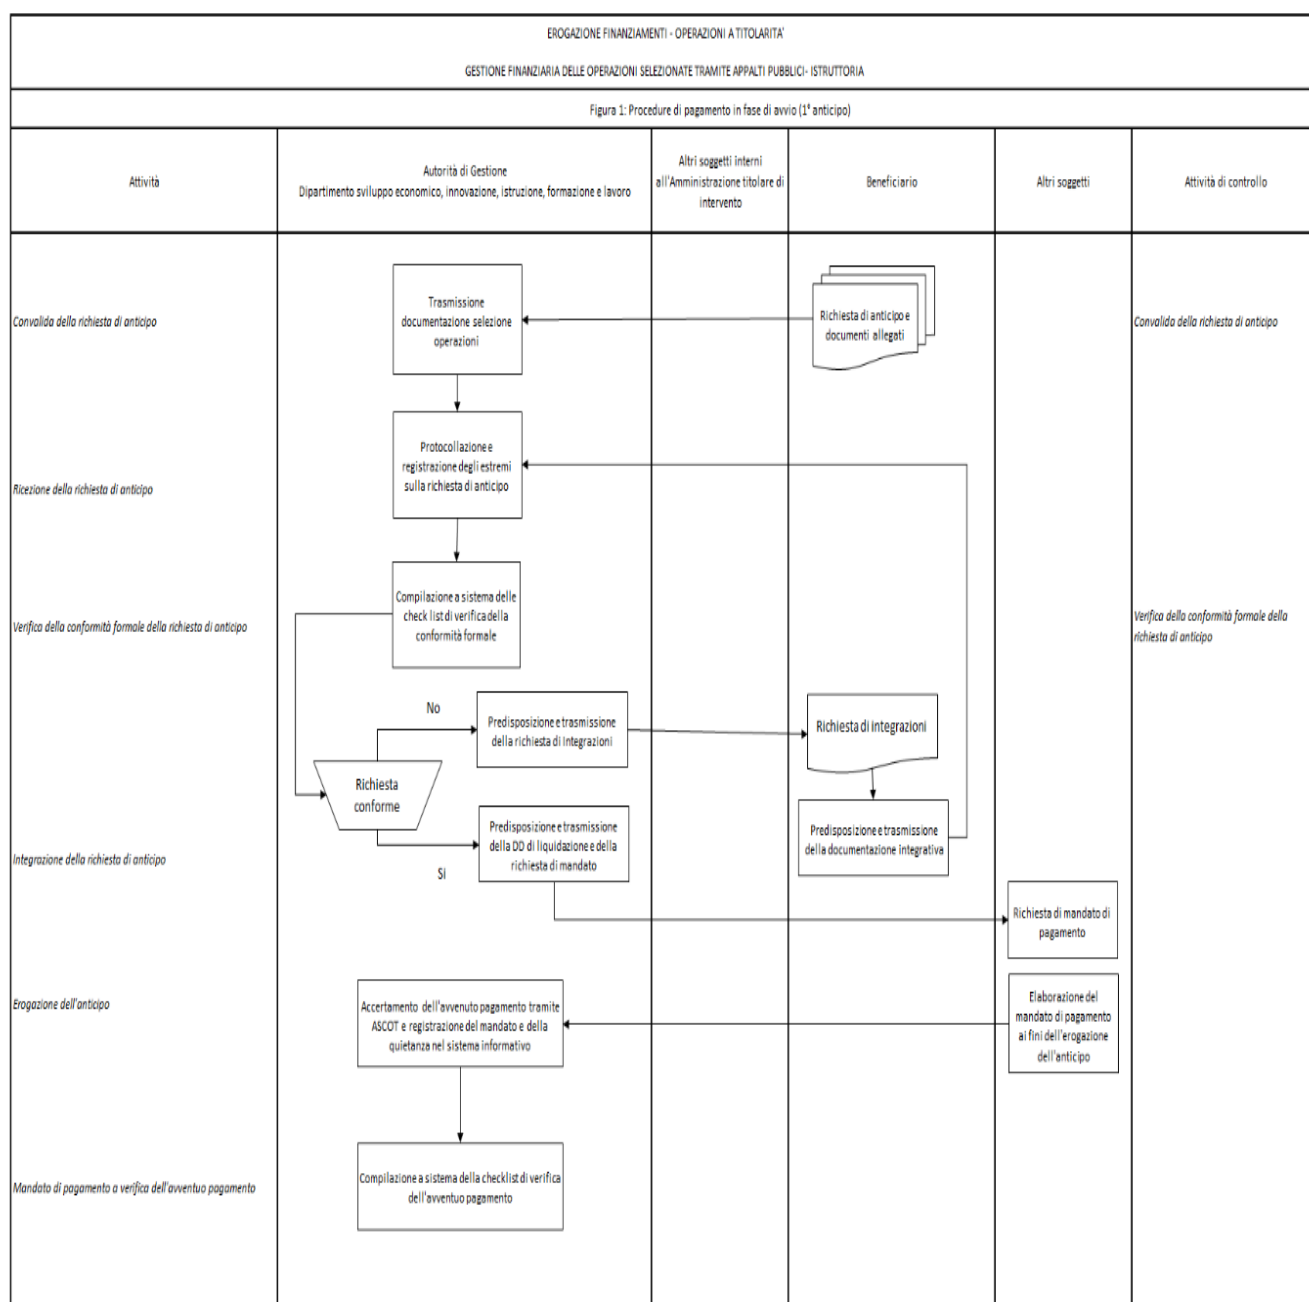 EROGAZIONE FINANZIAMENTI - OPERAZIONI A TITOLARITA'
GESTIONE FINANZIARIA DELLE OPERAZIONI SELEZIONATE TRAMITE APPALTI PUBBLICI- ISTRUTTORIA
Figura 1: Procedure di pagamento in fase di avvio (1° anticipo)
Attività
Autorità di Gestione
Dipartimento sviluppo economico, innovazione, istruzione, formazione e lavoro
Altri soggetti interni
all'Amministrazione titolare di
intervento
Beneficiario
Altri soggetti
Attività di controllo
Convalida della richiesta di anticipo
Trasmissione
documentazione selezione
operazioni
Richiesta di anticipo e
documenti allegati
Convalida della richiesta di anticipo
Ricezione della richiesta di anticipo
Protocollazione e
registrazione degli estremi
sulla richiesta di anticipo
Verifica della conformità formale della richiesta di anticipo
Compilazione a sistema delle
check list di verifica della
conformità formale
Verifica della conformità formale della
richiesta di anticipo
No
Predisposizione e trasmissione
della richiesta di Integrazioni
Richiesta di integrazioni
Richiesta
conforme
Integrazione della richiesta di anticipo
Predisposizione e trasmissione
della DD di liquidazione e della
richiesta di mandato
Si
Predisposizione e trasmissione
della documentazione integrativa
Richiesta di mandato di
pagamento
Erogazione dell'anticipo
Accertamento dell'avvenuto pagamento tramite
ASCOT e registrazione del mandato e della
quietanza nel sistema informativo
Elaborazione del
mandato di pagamento
ai fini dell'erogazione
dell'anticipo
Mandato di pagamento a verifica dell'avventuo pagamento
Compilazione a sistema della checklist di verifica
dell'avventuo pagamento